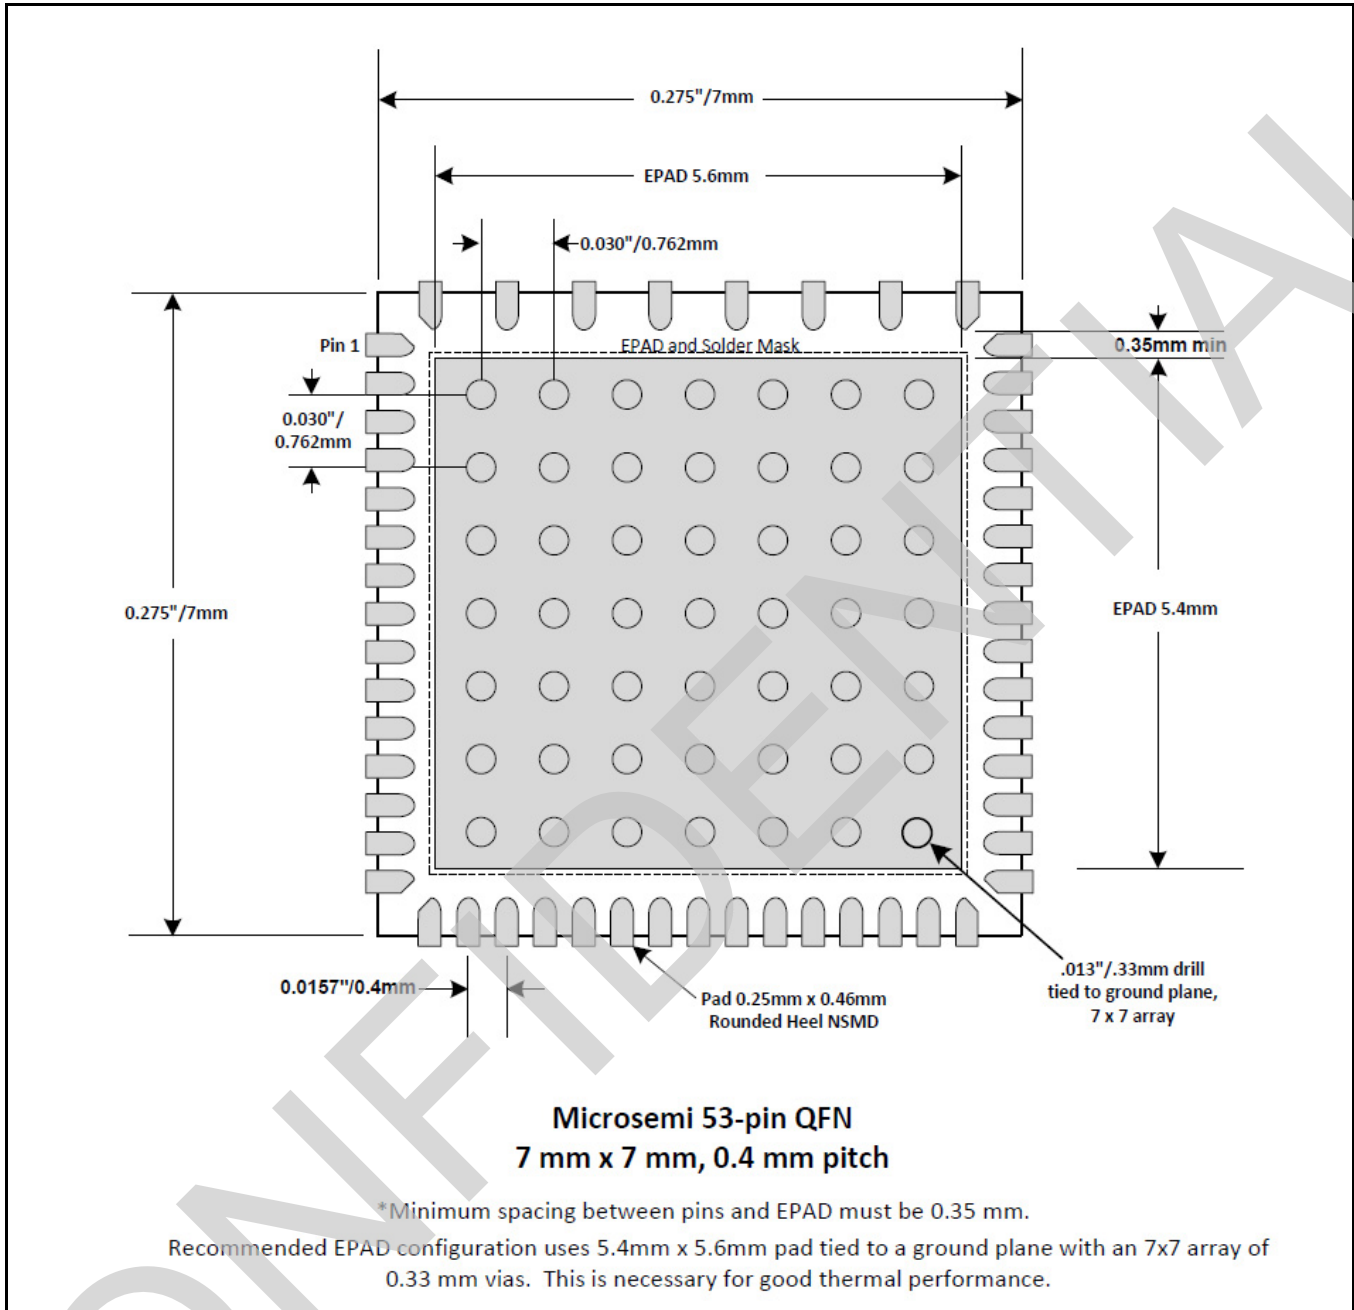 0.275"/7mm
EPAD 5.6mm
0.030"/0.762mm
Pin 1
EPAD and Solder Mask
0.35mm min
0.030"/
0.762mm
0.275"/7mm
EPAD 5.4mm
0.0157"/0.4mm
Pad 0.25mm x 0.46mm
Rounded Heel NSMD
.013"/.33mm drill
tied to ground plane,
7 x 7 array
Microsemi 53-pin QFN
7 mm x 7 mm, 0.4 mm pitch
*Minimum spacing between pins and EPAD must be 0.35 mm.
Recommended EPAD configuration uses 5.4mm x 5.6mm pad tied to a ground plane with an 7x7 array of
0.33 mm vias.  This is necessary for good thermal performance.
ONFIDENTIAL